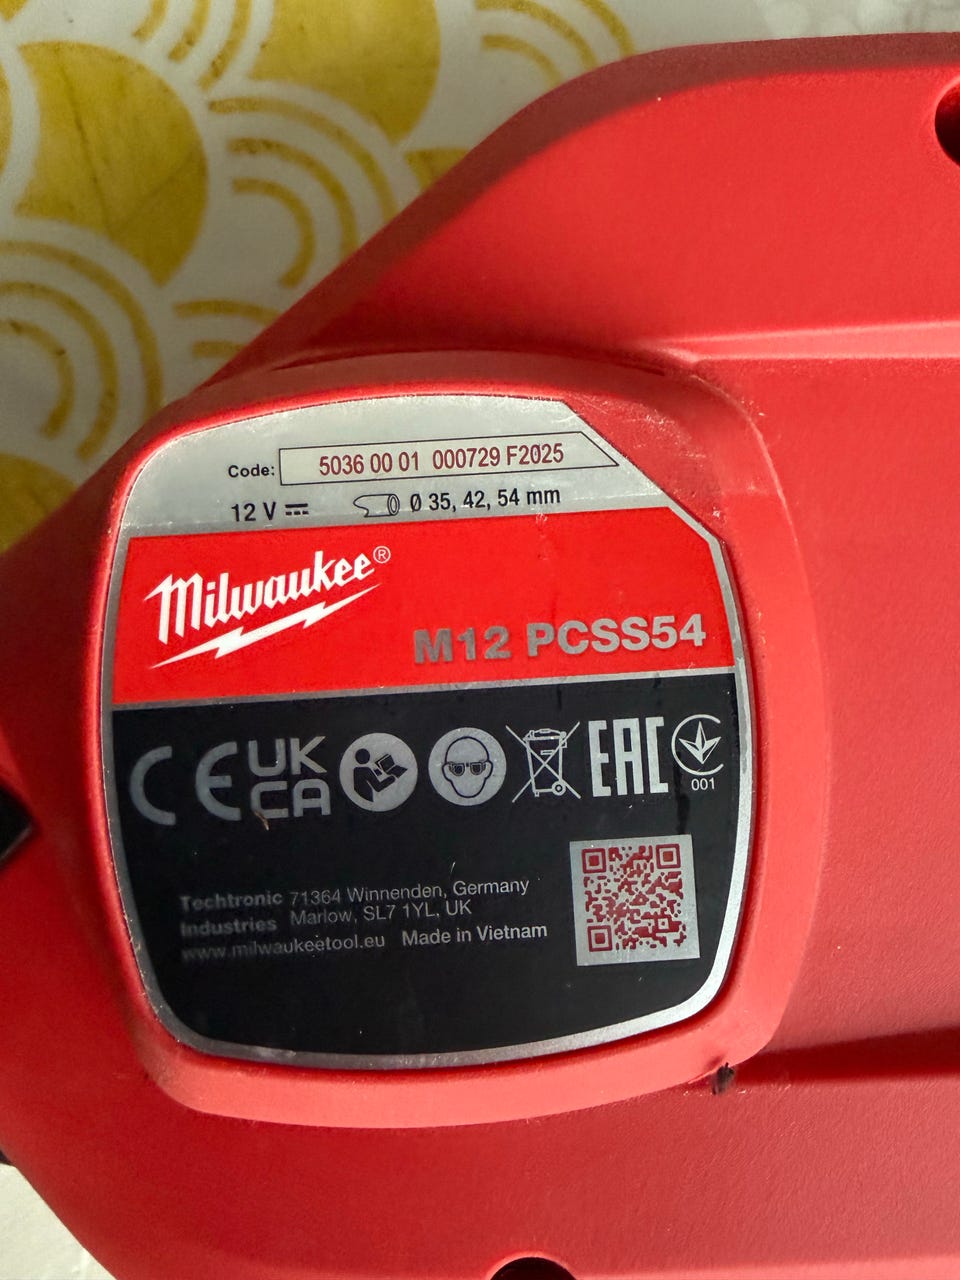 Code: 5036 00 01 000729 F2025
12 V Ø 35, 42, 54 mm
Milwaukee®
M12 PCSS54
CE UK CA EAC
001
Techtronic Industries 71364 Winnenden, Germany
Marlow, SL7 1YL, UK
www.milwaukeetool.eu Made in Vietnam